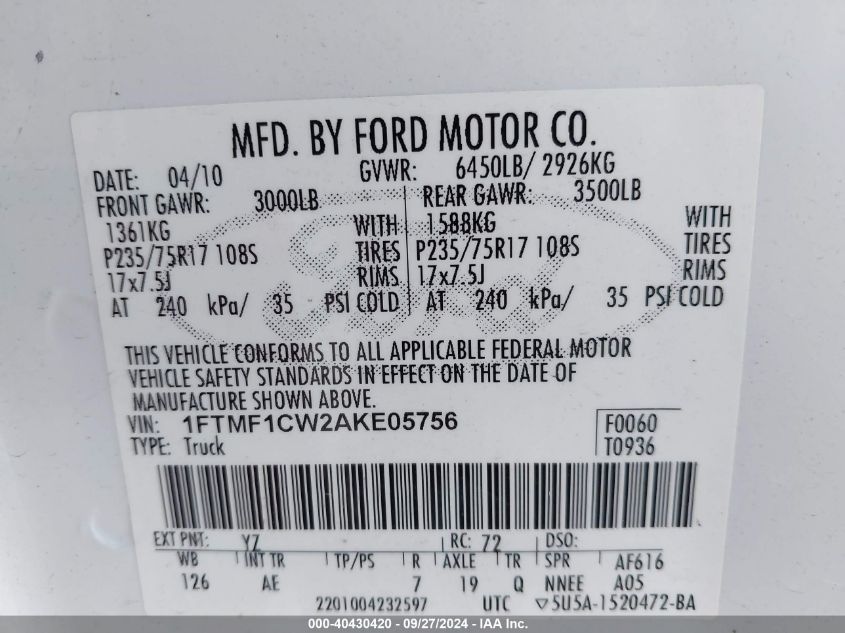 MFD. BY FORD MOTOR CO.
DATE: 04/10 GVWR: 6450LB/ 2926KG
FRONT GAWR: 3000LB REAR GAWR: 3500LB
1361KG WITH 1588KG WITH
P235/75R17 108S TIRES P235/75R17 108S TIRES
17x7.5J RIMS 17x7.5J RIMS
AT 240 kPa/ 35 PSI COLD AT 240 kPa/ 35 PSI COLD
Ford
THIS VEHICLE CONFORMS TO ALL APPLICABLE FEDERAL MOTOR
VEHICLE SAFETY STANDARDS IN EFFECT ON THE DATE OF
MANUFACTURE SHOWN ABOVE.
VIN: 1FTMF1CW2AKE05756 F0060
TYPE: Truck T0936
EXT PNT: YZ RC: 72 DSO:
WB INT TR TP/PS R AXLE TR SPR AF616
126 AE 7 19 Q NNEE A05
2201004232597 UTC ▽5U5A-1520472-BA
000-40430420 - 09/27/2024 - IAA Inc.